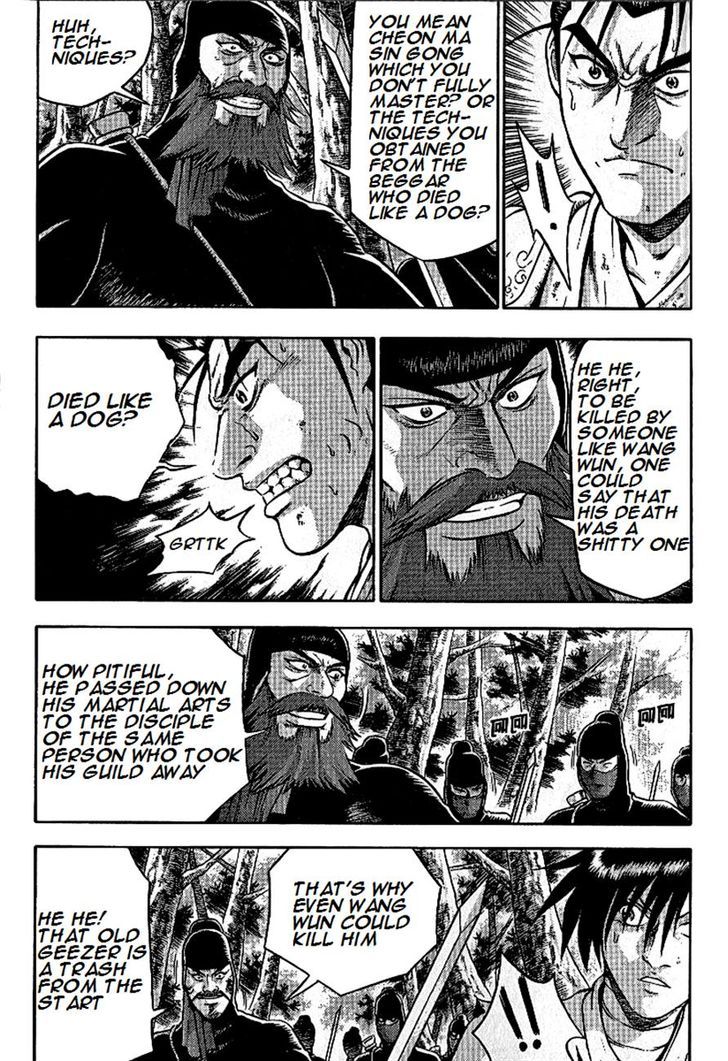 HUH,
TECH-
NIQUES?
YOU MEAN
CHEON MA
SIN GONG
WHICH YOU
DON'T FULLY
MASTER? OR
THE TECH-
NIQUES YOU
OBTAINED
FROM THE
BEGGAR
WHO DIED
LIKE A DOG?
!!
DIED LIKE
A DOG?
GRTTK
HE HE,
RIGHT,
TO BE
KILLED BY
SOMEONE
LIKE WANG
WUN, ONE
COULD
SAY THAT
HIS DEATH
WAS A
SHITTY ONE
HOW PITIFUL,
HE PASSED DOWN
HIS MARTIAL ARTS
TO THE DISCIPLE
OF THE SAME
PERSON WHO TOOK
HIS GUILD AWAY
HE HE!
THAT OLD
GEEZER IS
A TRASH
FROM THE
START
THAT'S WHY
EVEN WANG
WUN COULD
KILL HIM
!!